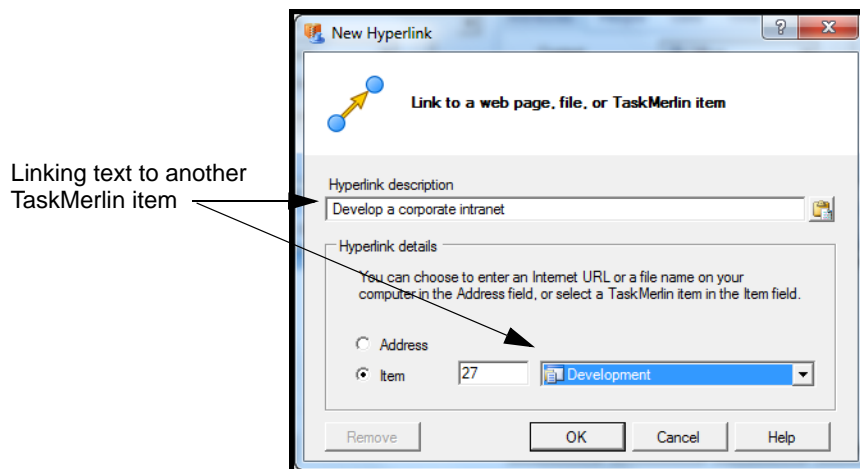 New Hyperlink
Link to a web page, file, or TaskMerlin item
Linking text to another
TaskMerlin item
Hyperlink description
Develop a corporate intranet
Hyperlink details
You can choose to enter an Internet URL or a file name on your
computer in the Address field, or select a TaskMerlin item in the Item field.
Address
Item 27 Development
Remove OK Cancel Help